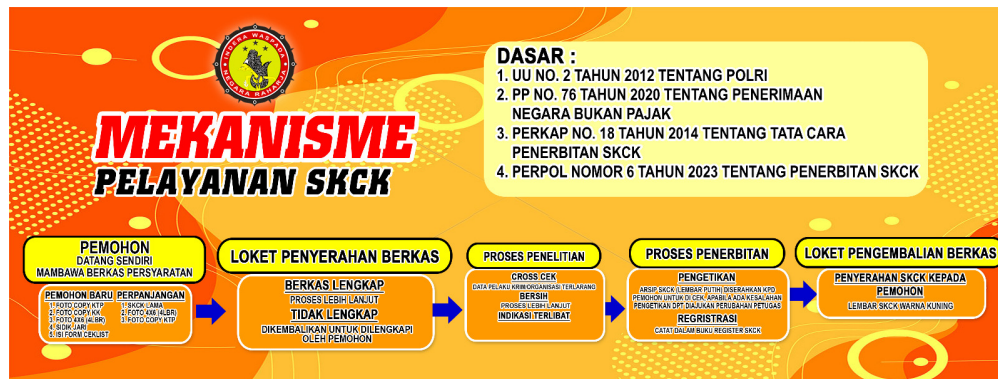 INDERA WASPADA
NEGARA RAHARJA
MEKANISME
PELAYANAN SKCK
DASAR :
1. UU NO. 2 TAHUN 2012 TENTANG POLRI
2. PP NO. 76 TAHUN 2020 TENTANG PENERIMAAN
NEGARA BUKAN PAJAK
3. PERKAP NO. 18 TAHUN 2014 TENTANG TATA CARA
PENERBITAN SKCK
4. PERPOL NOMOR 6 TAHUN 2023 TENTANG PENERBITAN SKCK
PEMOHON
DATANG SENDIRI
MAMBAWA BERKAS PERSYARATAN
PEMOHON BARU
1. FOTO COPY KTP
2. FOTO COPY KK
3. FOTO 4X6 (4LBR)
4. SIDIK JARI
5. ISI FORM CEKLIST
PERPANJANGAN
1. SKCK LAMA
2. FOTO 4X6 (4LBR)
3. FOTO COPY KTP
LOKET PENYERAHAN BERKAS
BERKAS LENGKAP
PROSES LEBIH LANJUT
TIDAK LENGKAP
DIKEMBALIKAN UNTUK DILENGKAPI
OLEH PEMOHON
PROSES PENELITIAN
CROSS CEK
DATA PELAKU KRIM/ORGANISASI TERLARANG
BERSIH
PROSES LEBIH LANJUT
INDIKASI TERLIBAT
PROSES PENERBITAN
PENGETIKAN
ARSIP SKCK (LEMBAR PUTIH) DISERAHKAN KPD
PEMOHON UNTUK DI CEK, APABILA ADA KESALAHAN
PENGETIKAN DPT DIAJUKAN PERUBAHAN PETUGAS
REGRISTRASI
CATAT DALAM BUKU REGISTER SKCK
LOKET PENGEMBALIAN BERKAS
PENYERAHAN SKCK KEPADA
PEMOHON
LEMBAR SKCK WARNA KUNING